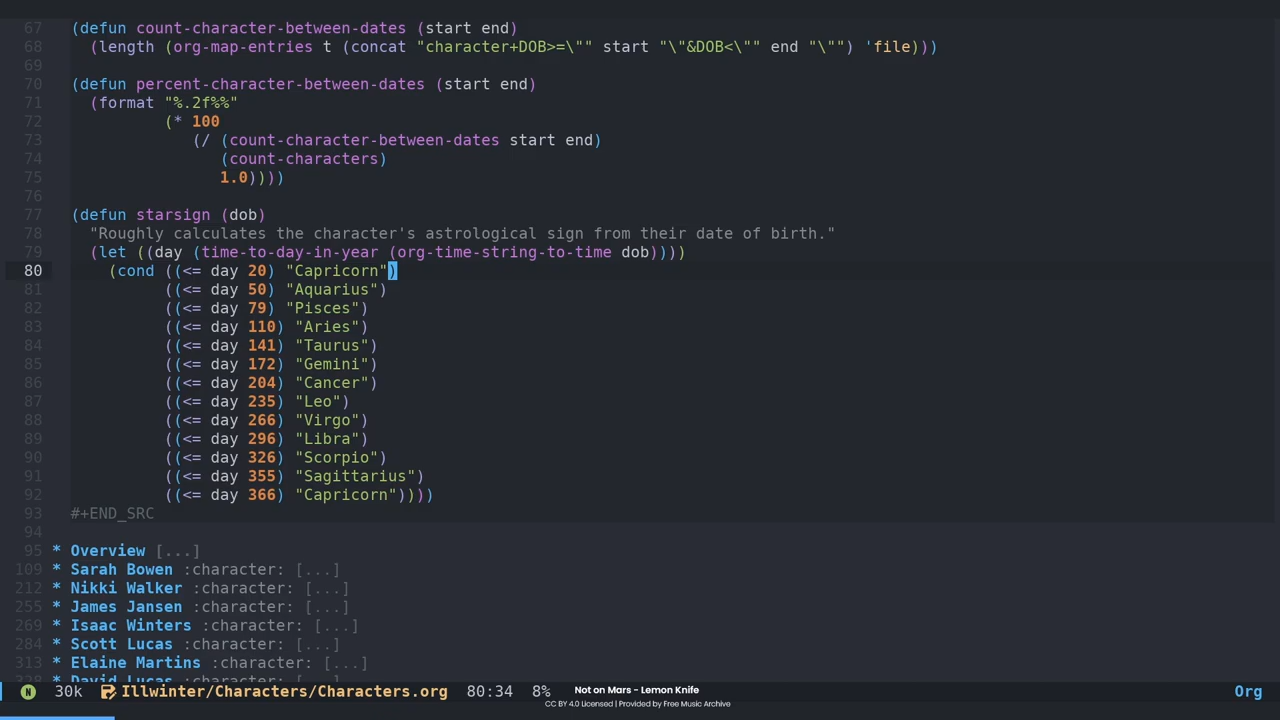 67 (defun count-character-between-dates (start end)
68 (length (org-map-entries t (concat "character+DOB>=\"" start "\"&DOB<\"" end "\"") 'file)))
69
70 (defun percent-character-between-dates (start end)
71 (format "%.2f%%"
72 (* 100
73 (/ (count-character-between-dates start end)
74 (count-characters)
75 1.0))))
76
77 (defun starsign (dob)
78 "Roughly calculates the character's astrological sign from their date of birth."
79 (let ((day (time-to-day-in-year (org-time-string-to-time dob))))
80 (cond ((<= day 20) "Capricorn")
81 ((<= day 50) "Aquarius")
82 ((<= day 79) "Pisces")
83 ((<= day 110) "Aries")
84 ((<= day 141) "Taurus")
85 ((<= day 172) "Gemini")
86 ((<= day 204) "Cancer")
87 ((<= day 235) "Leo")
88 ((<= day 266) "Virgo")
89 ((<= day 296) "Libra")
90 ((<= day 326) "Scorpio")
91 ((<= day 355) "Sagittarius")
92 ((<= day 366) "Capricorn"))))
93 #+END_SRC
94
95 * Overview [...]
109 * Sarah Bowen :character: [...]
212 * Nikki Walker :character: [...]
255 * James Jansen :character: [...]
269 * Isaac Winters :character: [...]
284 * Scott Lucas :character: [...]
313 * Elaine Martins :character: [...]
328 * David Lucas :character: [...]
N 30k Illwinter/Characters/Characters.org 80:34 8% Not on Mars - Lemon Knife Org
CC BY 4.0 Licensed | Provided by Free Music Archive